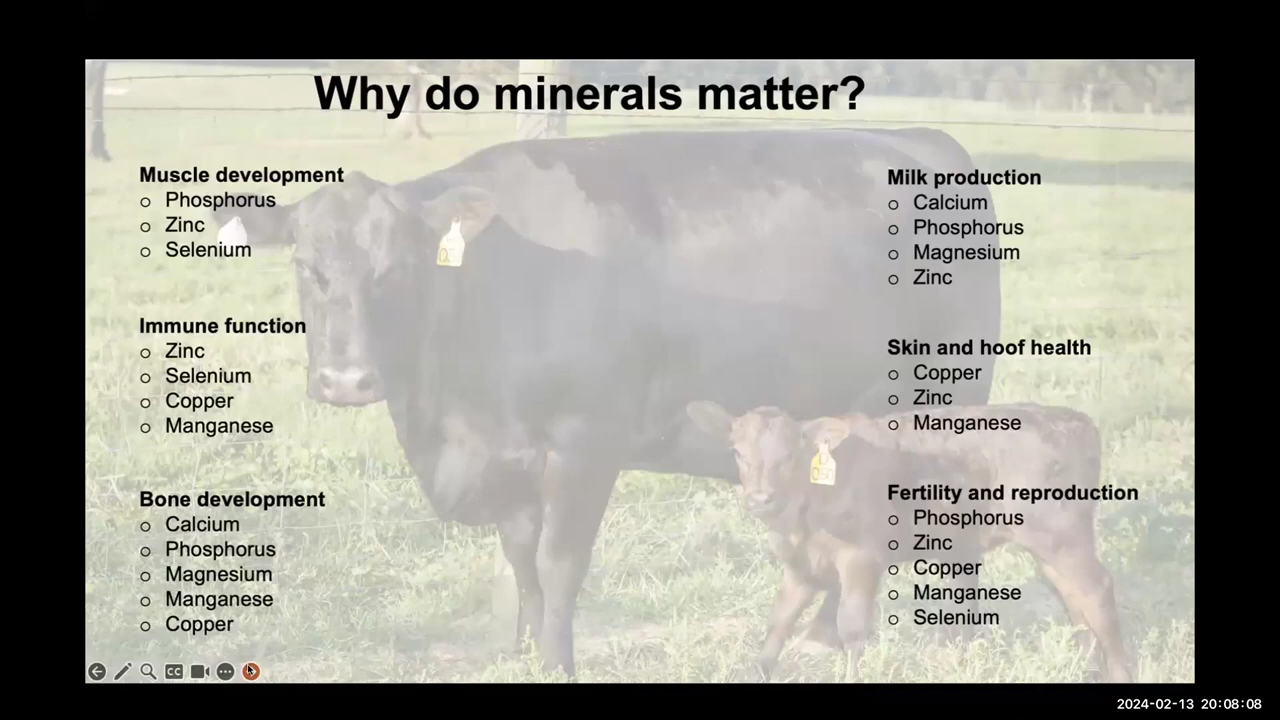 Why do minerals matter?
Muscle development
o Phosphorus
o Zinc
o Selenium
Immune function
o Zinc
o Selenium
o Copper
o Manganese
Bone development
o Calcium
o Phosphorus
o Magnesium
o Manganese
o Copper
Milk production
o Calcium
o Phosphorus
o Magnesium
o Zinc
Skin and hoof health
o Copper
o Zinc
o Manganese
Fertility and reproduction
o Phosphorus
o Zinc
o Copper
o Manganese
o Selenium
CC
2024-02-13 20:08:08